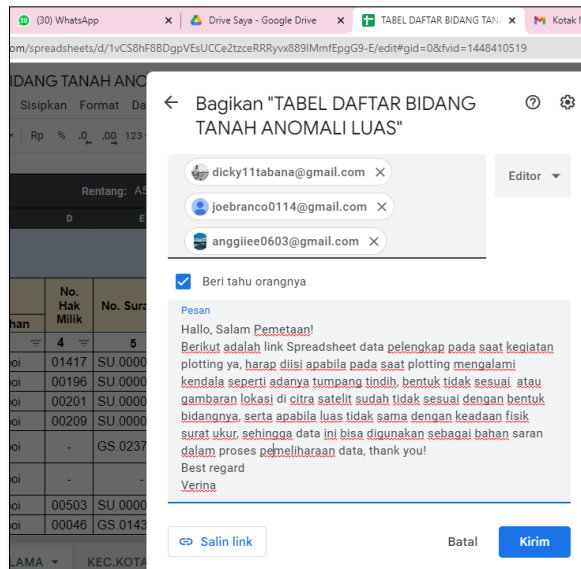 (30) WhatsApp
Drive Saya - Google Drive
TABEL DAFTAR BIDANG TAN
om/spreadsheets/d/1vCS8hF8BDgpVEsUCCe2tzceRRRyvx889IMmfEpgG9-E/edit#gid=0&fvid=1448410519
IDANG TANAH ANO
Sisipkan Format Da
Rp % .0 .00 123
Rentang: A5
D E
No. Hak Milik
No. Sura
han
4 5
oi 01417 SU.0000
oi 00196 SU.0000
oi 00201 SU.0000
oi 00209 SU.0000
oi - GS.0237
oi - -
oi 00503 SU.0000
oi 00046 GS.0143
LAMA KEC.KOTA
Bagikan "TABEL DAFTAR BIDANG
TANAH ANOMALI LUAS"
dicky11tabana@gmail.com
Editor
joebranco0114@gmail.com
anggiiee0603@gmail.com
Beri tahu orangnya
Pesan
Hallo, Salam Pemetaan!
Berikut adalah link Spreadsheet data pelengkap pada saat kegiatan
plotting ya, harap diisi apabila pada saat plotting mengalami
kendala seperti adanya tumpang tindih, bentuk tidak sesuai atau
gambaran lokasi di citra satelit sudah tidak sesuai dengan bentuk
bidangnya, serta apabila luas tidak sama dengan keadaan fisik
surat ukur, sehingga data ini bisa digunakan sebagai bahan saran
dalam proses pemeliharaan data, thank you!
Best regard
Verina
Salin link
Batal
Kirim